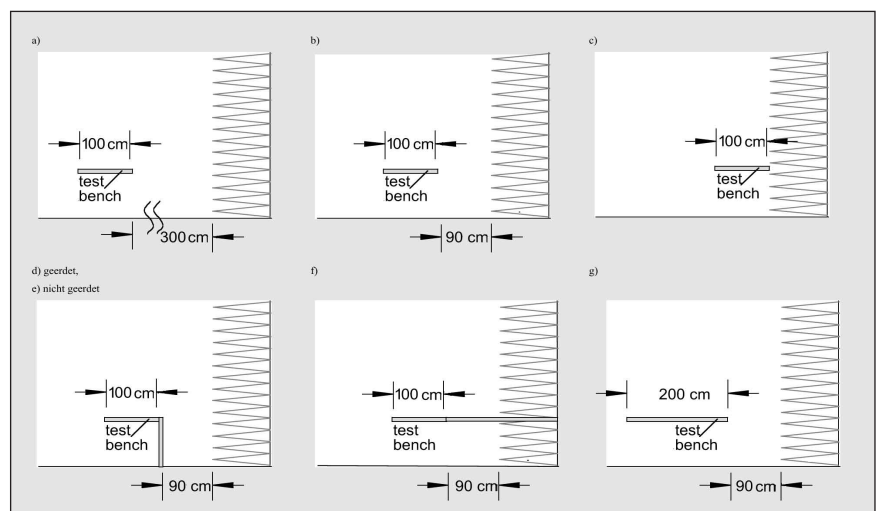 a)
100 cm
test
bench
300 cm
b)
100 cm
test
bench
90 cm
c)
100 cm
test
bench
d) geerdet,
e) nicht geerdet
100 cm
test
bench
90 cm
f)
100 cm
test
bench
90 cm
g)
200 cm
test
bench
90 cm